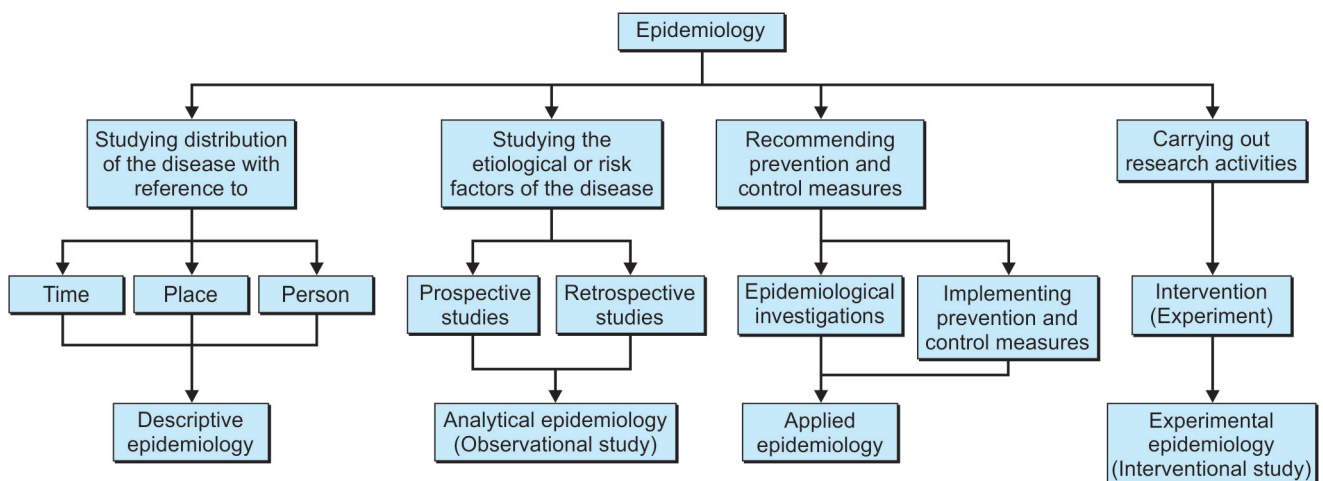 Epidemiology
Studying distribution
of the disease with
reference to
Studying the
etiological or risk
factors of the disease
Recommending
prevention and
control measures
Carrying out
research activities
Time
Place
Person
Prospective
studies
Retrospective
studies
Epidemiological
investigations
Implementing
prevention and
control measures
Intervention
(Experiment)
Descriptive
epidemiology
Analytical epidemiology
(Observational study)
Applied
epidemiology
Experimental
epidemiology
(Interventional study)